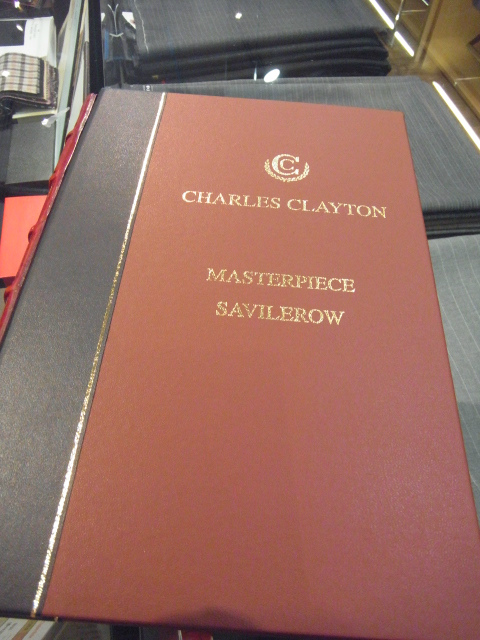 CC
CHARLES CLAYTON
MASTERPIECE
SAVILEROW